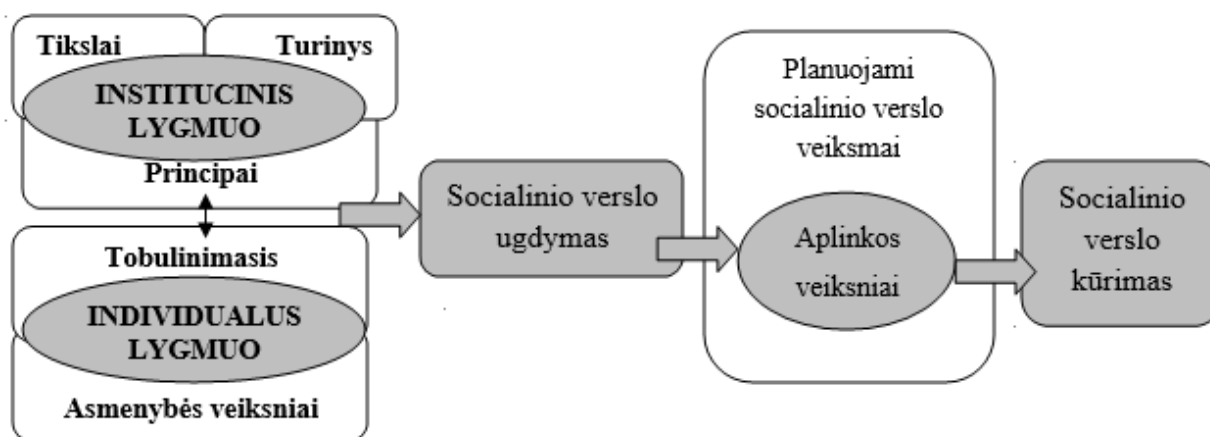 Tikslai
Turinys
INSTITUCINIS
LYGMUO
Principai
Tobulinimasis
INDIVIDUALUS
LYGMUO
Asmenybės veiksniai
Socialinio verslo
ugdymas
Planuojami
socialinio verslo
veiksmai
Aplinkos
veiksniai
Socialinio
verslo
kūrimas